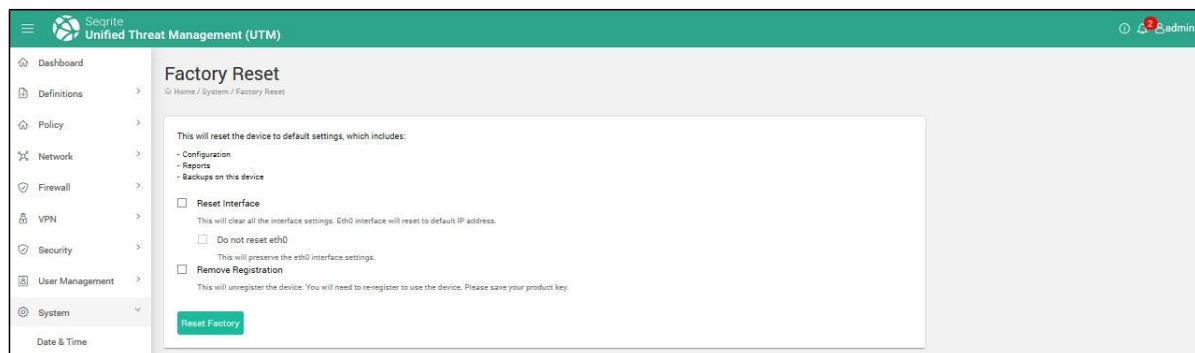 Seqrite
Unified Threat Management (UTM)
2
admin
Dashboard
Definitions
Policy
Network
Firewall
VPN
Security
User Management
System
Date & Time
Factory Reset
Home / System / Factory Reset
This will reset the device to default settings, which includes:
- Configuration
- Reports
- Backups on this device
Reset Interface
This will clear all the interface settings. Eth0 interface will reset to default IP address.
Do not reset eth0
This will preserve the eth0 interface settings.
Remove Registration
This will unregister the device. You will need to re-register to use the device. Please save your product key.
Reset Factory